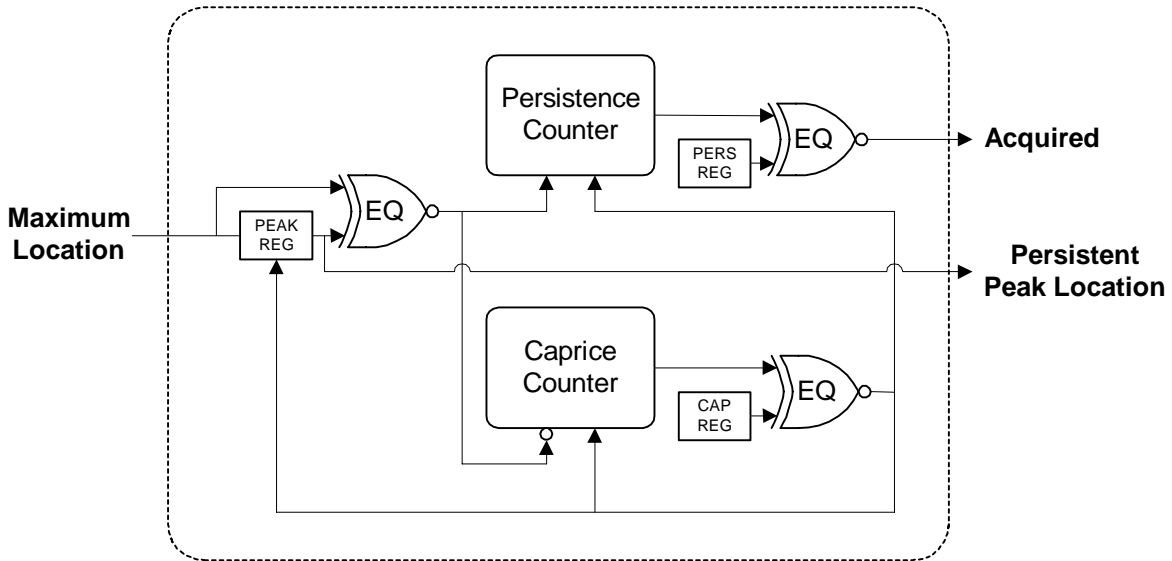 Persistence
Counter
EQ
PERS
REG
Acquired
Maximum
Location
PEAK
REG
EQ
Persistent
Peak Location
Caprice
Counter
EQ
CAP
REG